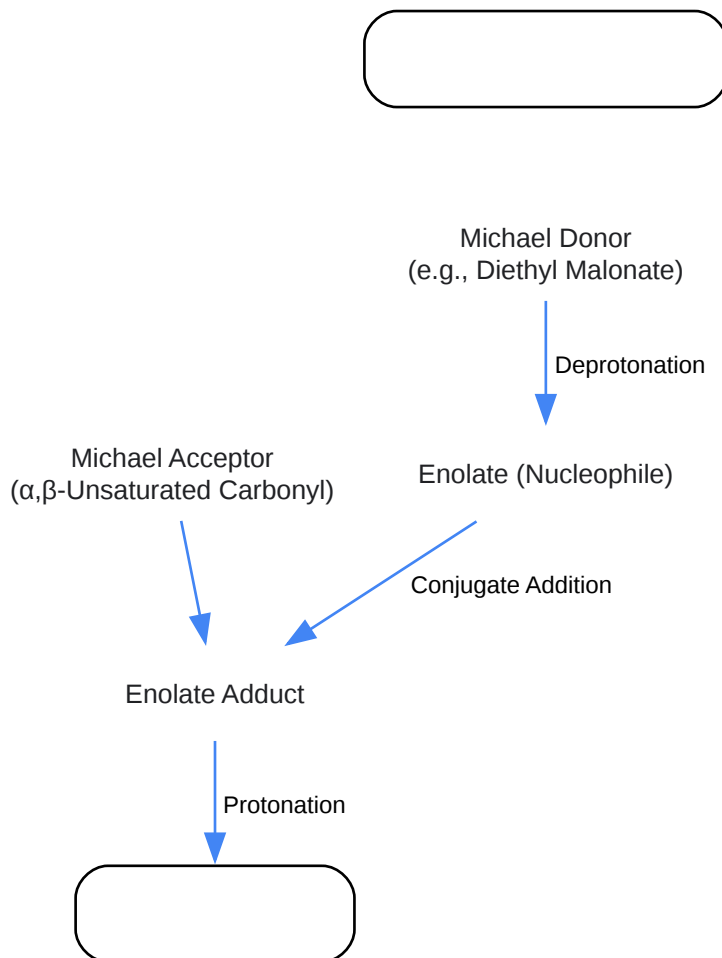 Michael Donor
(e.g., Diethyl Malonate)
Deprotonation
Michael Acceptor
(α,β-Unsaturated Carbonyl)
Enolate (Nucleophile)
Conjugate Addition
Enolate Adduct
Protonation